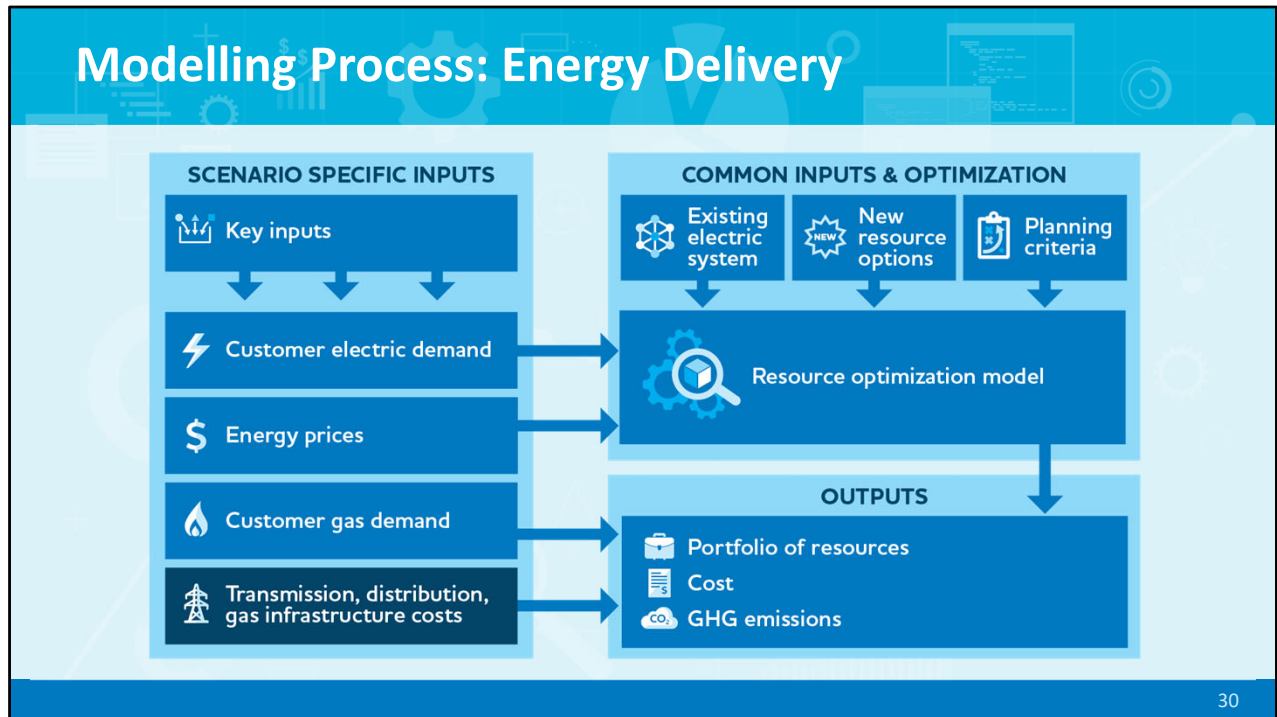 Modelling Process: Energy Delivery
SCENARIO SPECIFIC INPUTS
Key inputs
Customer electric demand
$
Energy prices
Customer gas demand
Transmission, distribution,
gas infrastructure costs
COMMON INPUTS & OPTIMIZATION
Existing
electric
system
NEW
New
resource
options
Planning
criteria
Resource optimization model
OUTPUTS
Portfolio of resources
$
Cost
CO₂
GHG emissions
30